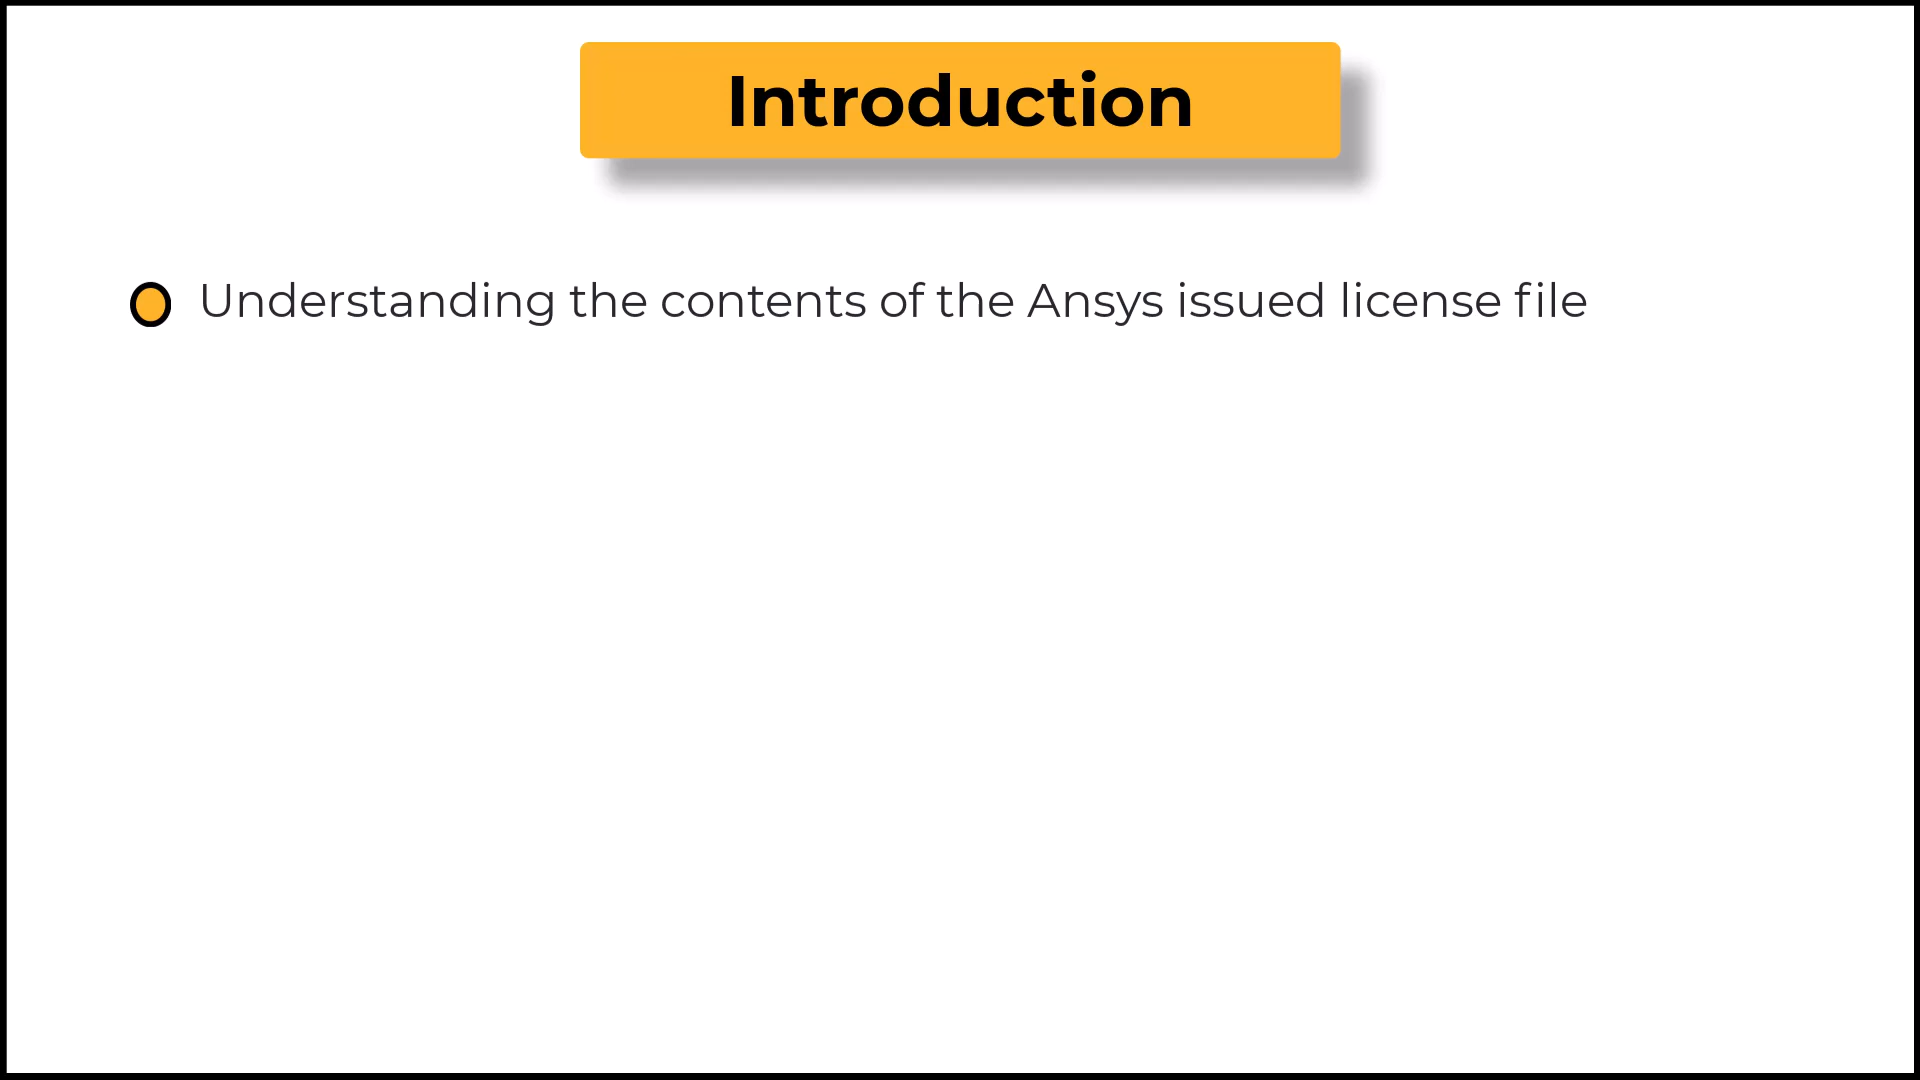 Introduction
Understanding the contents of the Ansys issued license file